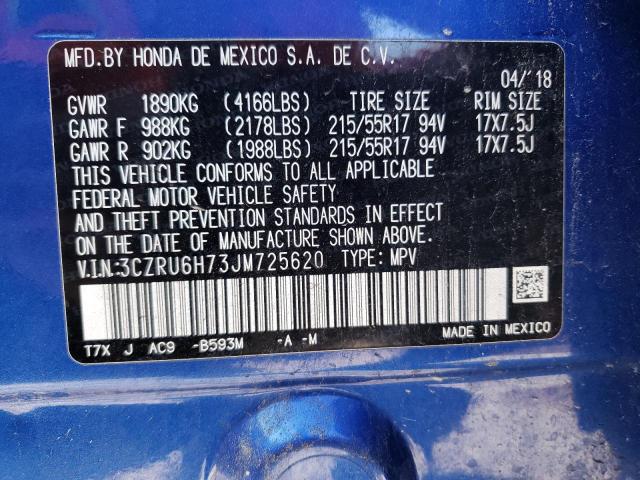 MFD.BY HONDA DE MEXICO S.A. DE C.V.
04/'18
GVWR 1890KG (4166LBS) TIRE SIZE RIM SIZE
GAWR F 988KG (2178LBS) 215/55R17 94V 17X7.5J
GAWR R 902KG (1988LBS) 215/55R17 94V 17X7.5J
THIS VEHICLE CONFORMS TO ALL APPLICABLE
FEDERAL MOTOR VEHICLE SAFETY
AND THEFT PREVENTION STANDARDS IN EFFECT
ON THE DATE OF MANUFACTURE SHOWN ABOVE.
V.I.N:3CZRU6H73JM725620 TYPE: MPV
T7X J AC9 -B593M -A -M MADE IN MEXICO